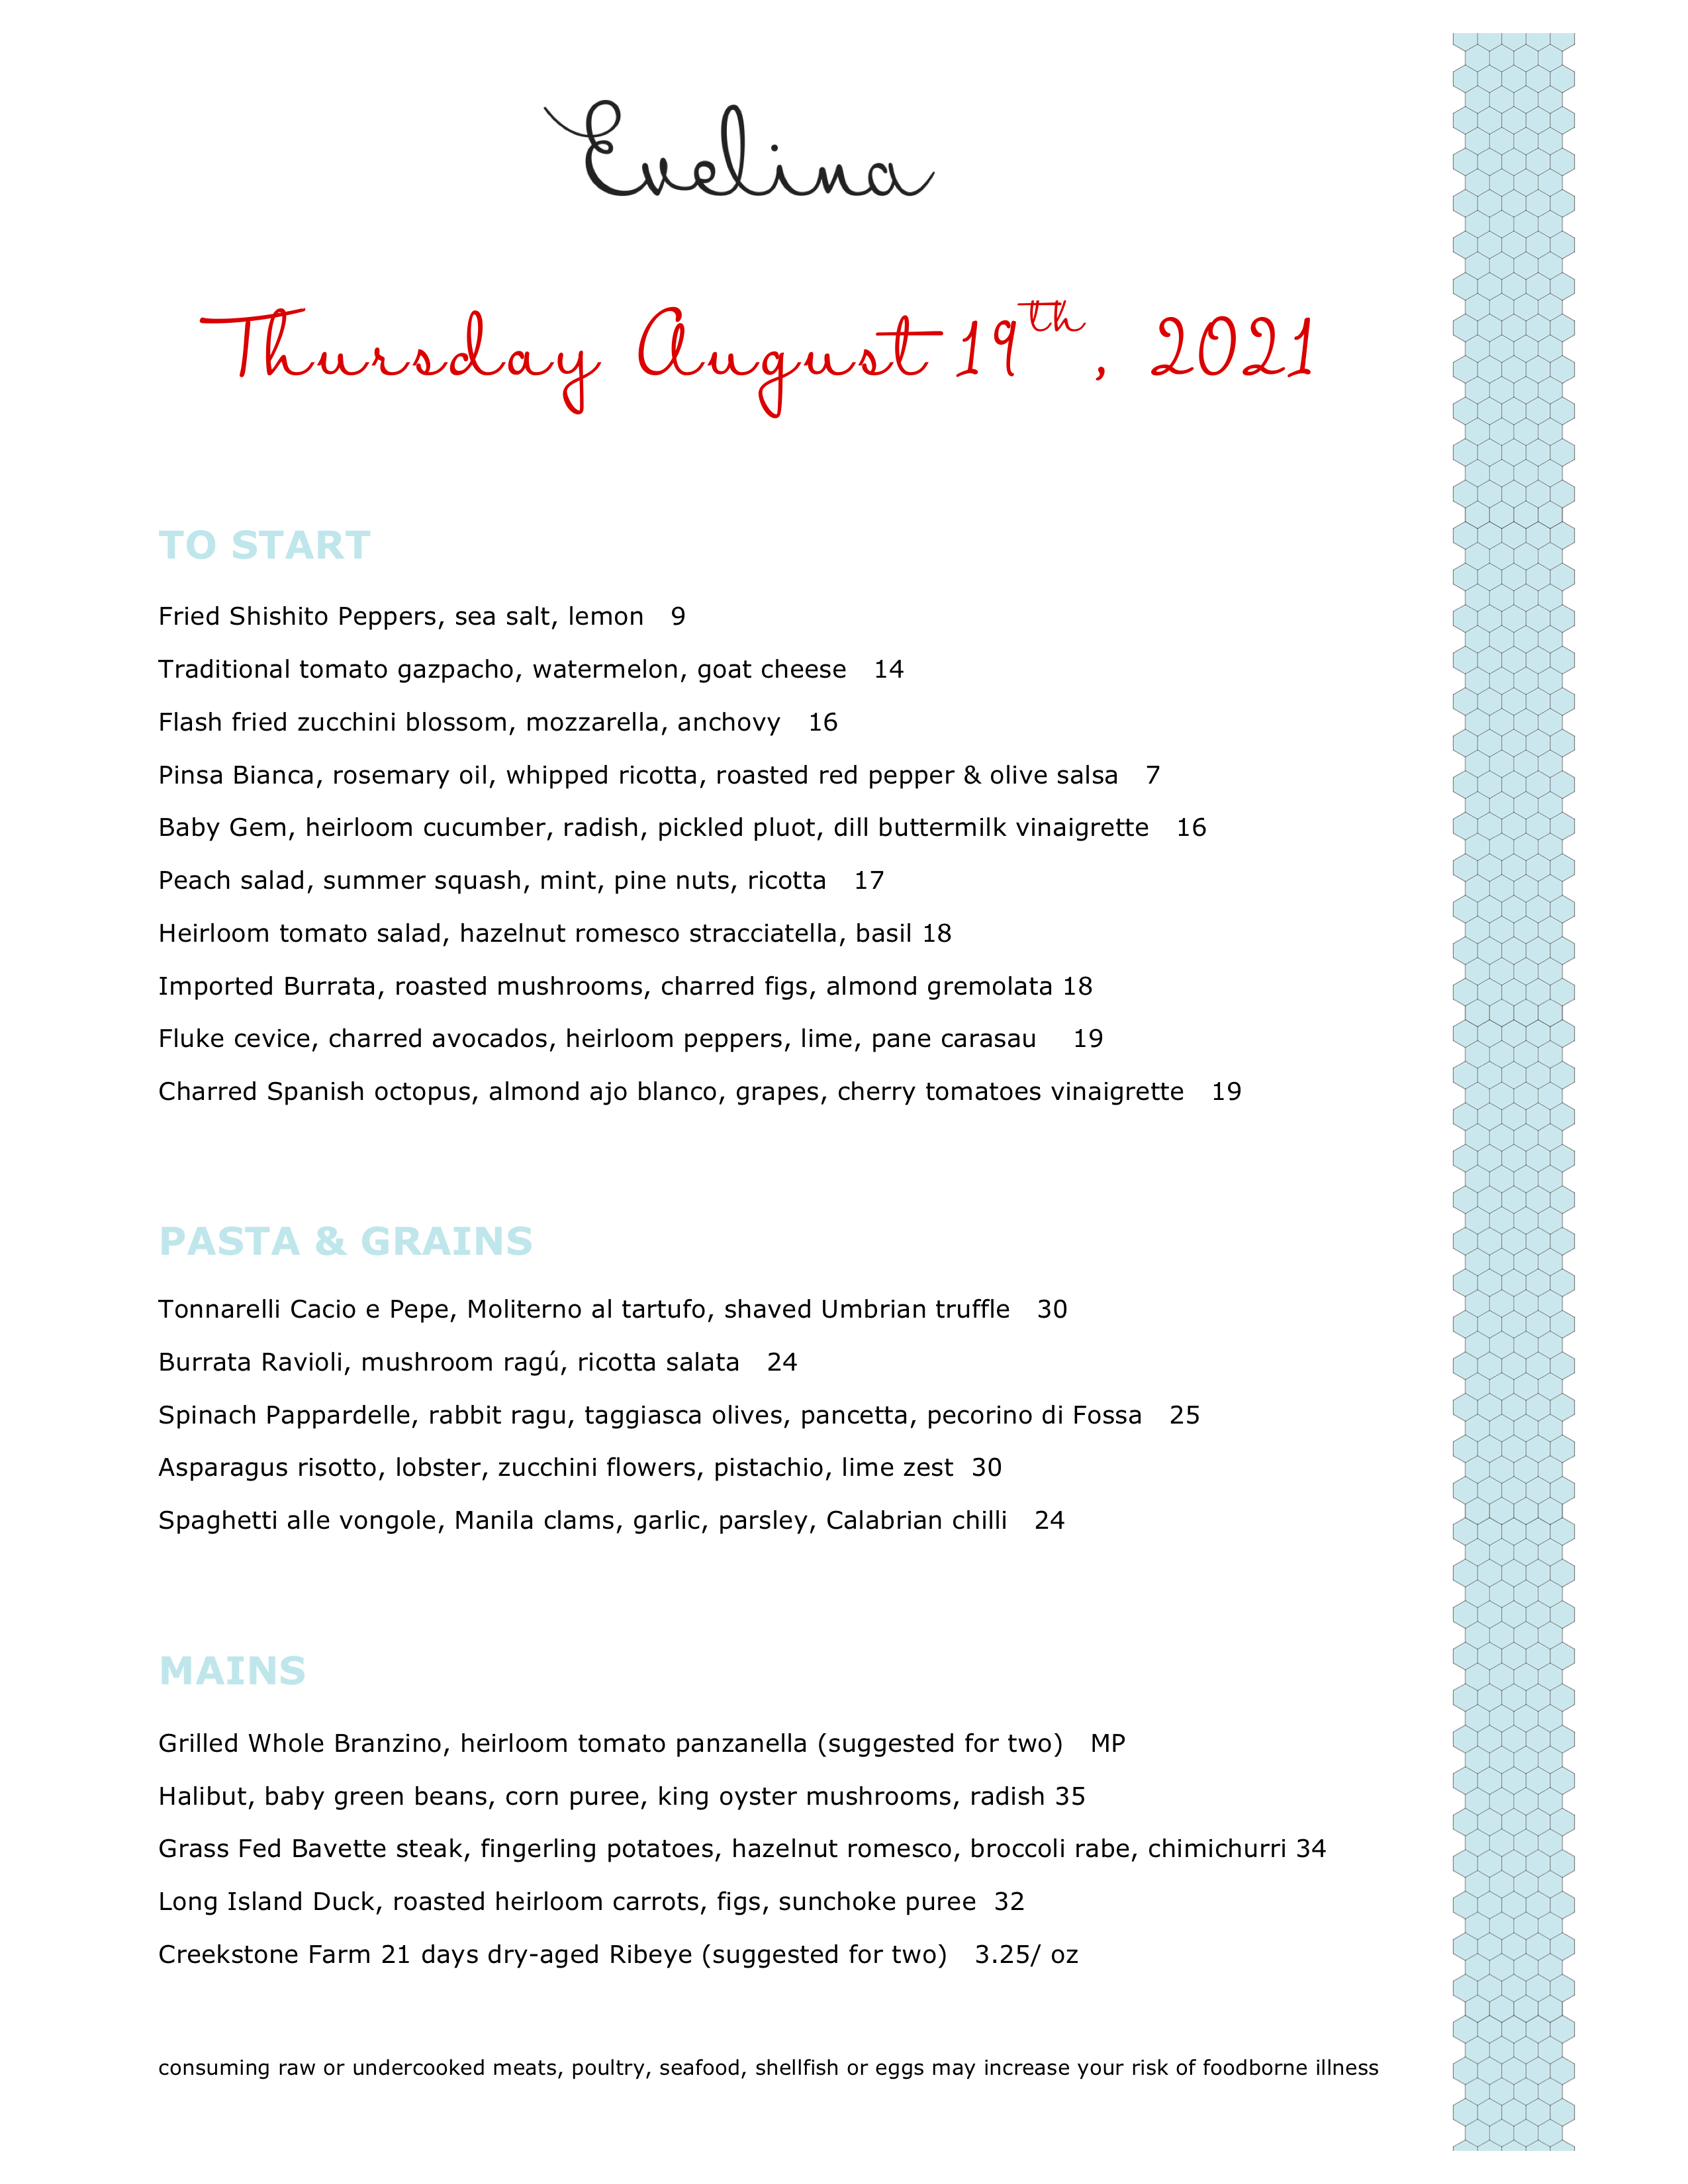 Evelina
Thursday August 19th, 2021
TO START
Fried Shishito Peppers, sea salt, lemon 9
Traditional tomato gazpacho, watermelon, goat cheese 14
Flash fried zucchini blossom, mozzarella, anchovy 16
Pinsa Bianca, rosemary oil, whipped ricotta, roasted red pepper & olive salsa 7
Baby Gem, heirloom cucumber, radish, pickled pluot, dill buttermilk vinaigrette 16
Peach salad, summer squash, mint, pine nuts, ricotta 17
Heirloom tomato salad, hazelnut romesco stracciatella, basil 18
Imported Burrata, roasted mushrooms, charred figs, almond gremolata 18
Fluke cevice, charred avocados, heirloom peppers, lime, pane carasau 19
Charred Spanish octopus, almond ajo blanco, grapes, cherry tomatoes vinaigrette 19
PASTA & GRAINS
Tonnarelli Cacio e Pepe, Moliterno al tartufo, shaved Umbrian truffle 30
Burrata Ravioli, mushroom ragú, ricotta salata 24
Spinach Pappardelle, rabbit ragu, taggiasca olives, pancetta, pecorino di Fossa 25
Asparagus risotto, lobster, zucchini flowers, pistachio, lime zest 30
Spaghetti alle vongole, Manila clams, garlic, parsley, Calabrian chilli 24
MAINS
Grilled Whole Branzino, heirloom tomato panzanella (suggested for two) MP
Halibut, baby green beans, corn puree, king oyster mushrooms, radish 35
Grass Fed Bavette steak, fingerling potatoes, hazelnut romesco, broccoli rabe, chimichurri 34
Long Island Duck, roasted heirloom carrots, figs, sunchoke puree 32
Creekstone Farm 21 days dry-aged Ribeye (suggested for two) 3.25/ oz
consuming raw or undercooked meats, poultry, seafood, shellfish or eggs may increase your risk of foodborne illness